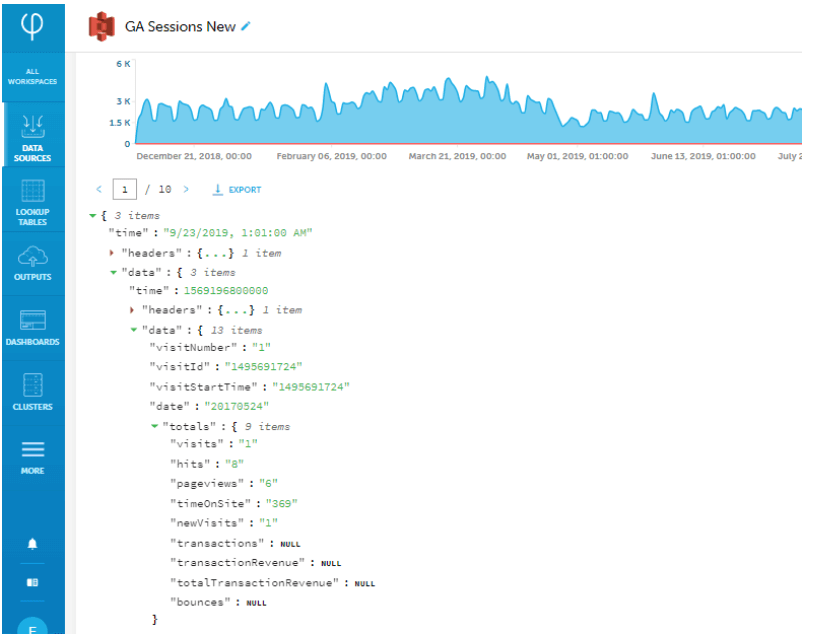 GA Sessions New
ALL
WORKSPACES
DATA
SOURCES
LOOKUP
TABLES
OUTPUTS
DASHBOARDS
CLUSTERS
MORE
E
6 K
3 K
1.5 K
0
December 21, 2018, 00:00 February 06, 2019, 00:00 March 21, 2019, 00:00 May 01, 2019, 01:00:00 June 13, 2019, 01:00:00 July 2
< 1 / 10 > EXPORT
{ 3 items
"time" : "9/23/2019, 1:01:00 AM"
"headers" : {...} 1 item
"data" : { 3 items
"time" : 1569196800000
"headers" : {...} 1 item
"data" : { 13 items
"visitNumber" : "1"
"visitId" : "1495691724"
"visitStartTime" : "1495691724"
"date" : "20170524"
"totals" : { 9 items
"visits" : "1"
"hits" : "8"
"pageviews" : "6"
"timeOnSite" : "369"
"newVisits" : "1"
"transactions" : NULL
"transactionRevenue" : NULL
"totalTransactionRevenue" : NULL
"bounces" : NULL
}